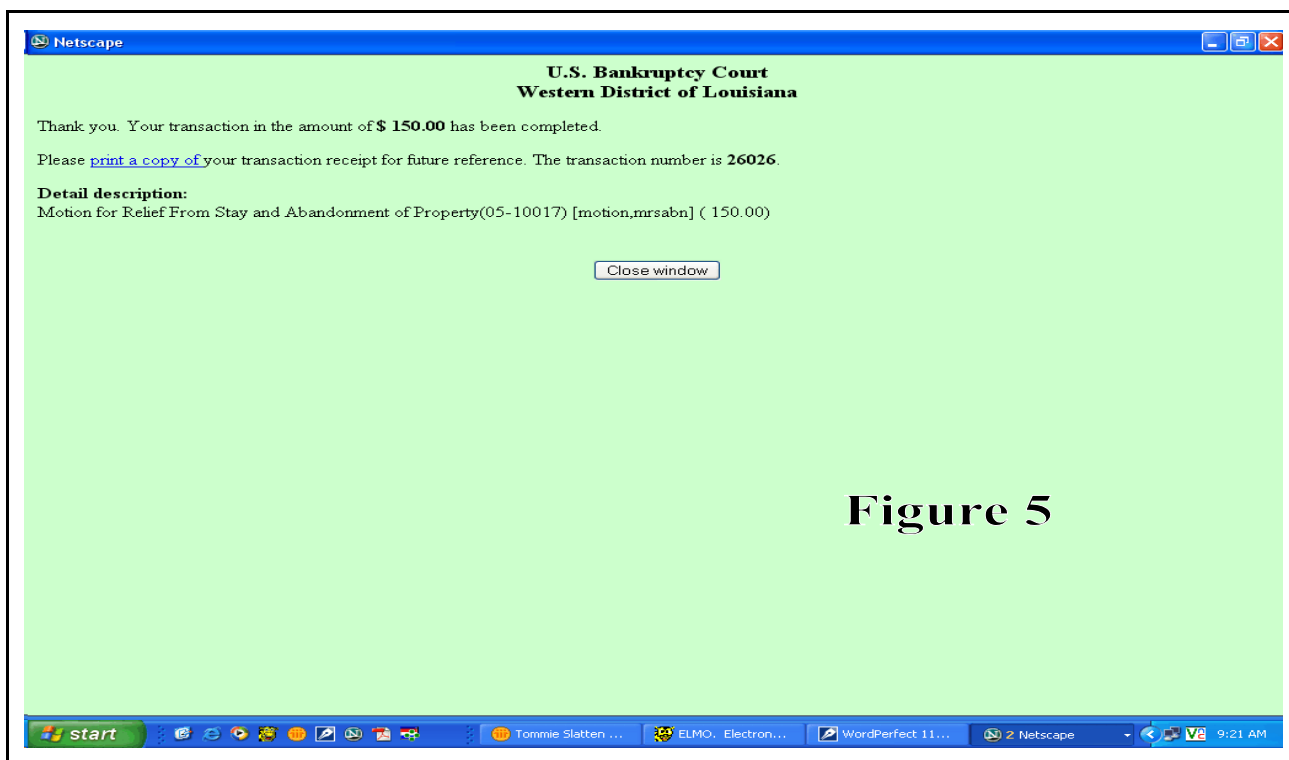 Netscape
U.S. Bankruptcy Court
Western District of Louisiana
Thank you. Your transaction in the amount of $ 150.00 has been completed.
Please print a copy of your transaction receipt for future reference. The transaction number is 26026.
Detail description:
Motion for Relief From Stay and Abandonment of Property(05-10017) [motion,mrsabn] ( 150.00)
Close window
Figure 5
start Tommie Slatten ... ELMO, Electron... WordPerfect 11... 2 Netscape 9:21 AM